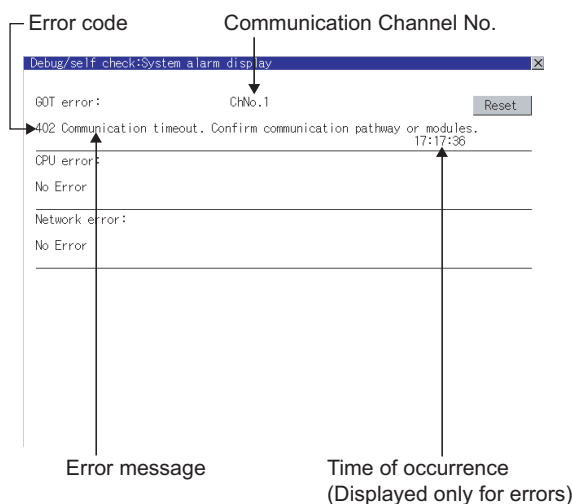 Error code
Communication Channel No.
Debug/self check:System alarm display
GOT error:
ChNo.1
Reset
402 Communication timeout. Confirm communication pathway or modules.
17:17:36
CPU error:
No Error
Network error:
No Error
Error message
Time of occurrence
(Displayed only for errors)